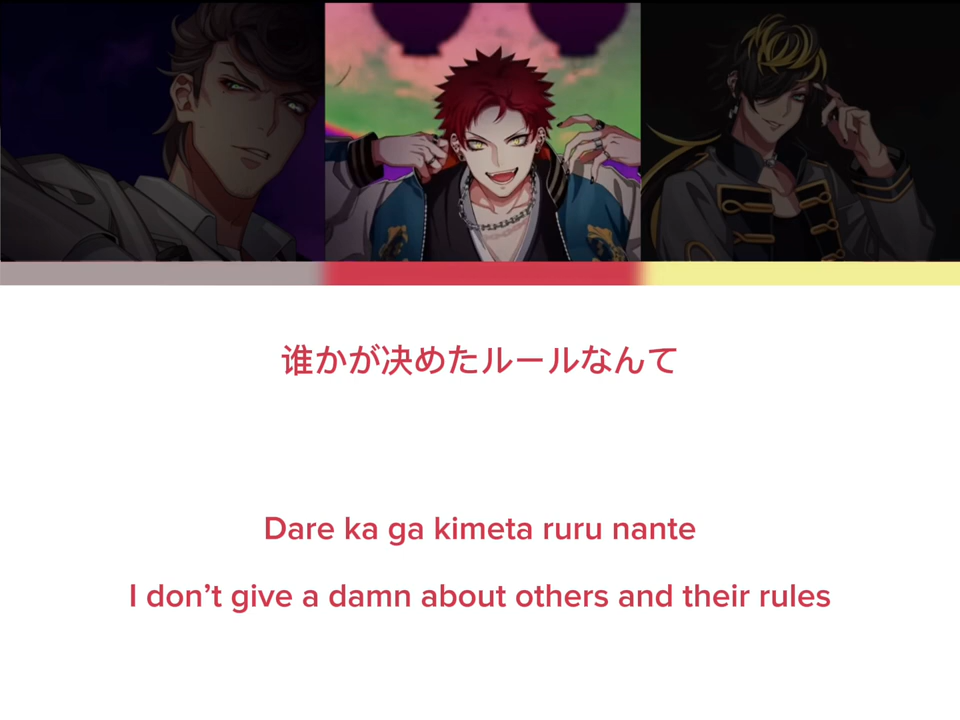 誰かが决めたルールなんて
Dare ka ga kimeta ruru nante
I don't give a damn about others and their rules